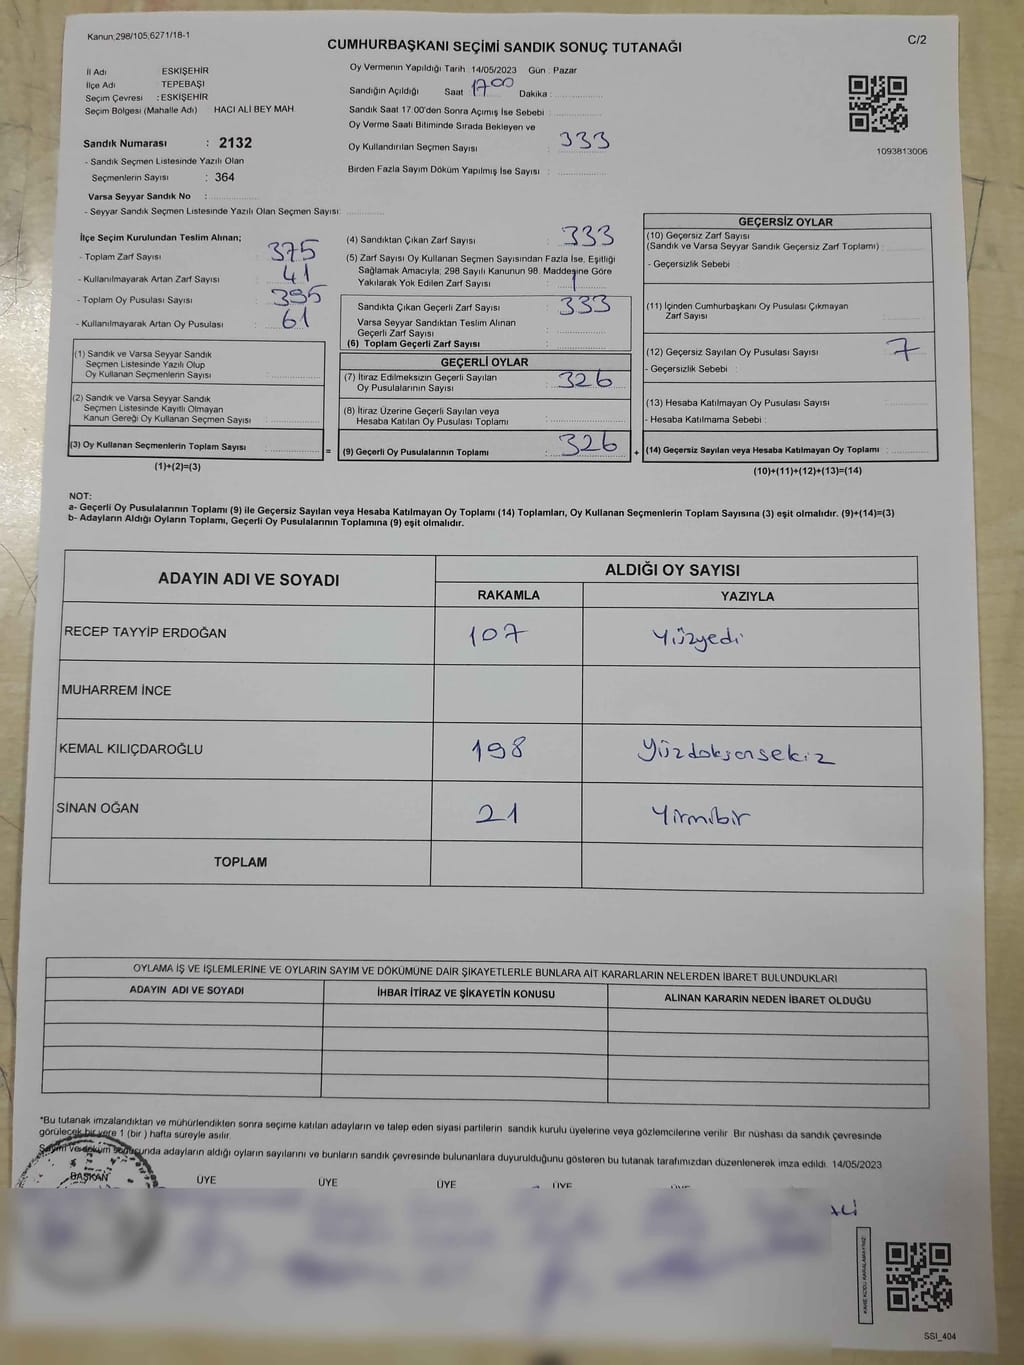 Kanun,298/105,6271/18-1
C/2
CUMHURBAŞKANI SEÇİMİ SANDIK SONUÇ TUTANAĞI
İl Adı ESKİŞEHİR
İlçe Adı TEPEBAŞI
Seçim Çevresi : ESKİŞEHİR
Seçim Bölgesi (Mahalle Adı) HACI ALİ BEY MAH
Sandık Numarası : 2132
- Sandık Seçmen Listesinde Yazılı Olan
Seçmenlerin Sayısı : 364
Varsa Seyyar Sandık No :
- Seyyar Sandık Seçmen Listesinde Yazılı Olan Seçmen Sayısı:
Oy Vermenin Yapıldığı Tarih 14/05/2023 Gün : Pazar
Sandığın Açıldığı Saat 17 00 Dakika :
Sandık Saat 17.00'den Sonra Açımış İse Sebebi :
Oy Verme Saati Bitiminde Sırada Bekleyen ve
Oy Kullandırılan Seçmen Sayısı : 333
Birden Fazla Sayım Döküm Yapılmış İse Sayısı :
1093813006
İlçe Seçim Kurulundan Teslim Alınan;
- Toplam Zarf Sayısı : 375
- Kullanılmayarak Artan Zarf Sayısı : 41
- Toplam Oy Pusulası Sayısı : 395
- Kullanılmayarak Artan Oy Pusulası : 61
(1) Sandık ve Varsa Seyyar Sandık
Seçmen Listesinde Yazılı Olup
Oy Kullanan Seçmenlerin Sayısı :
(2) Sandık ve Varsa Seyyar Sandık
Seçmen Listesinde Kayıtlı Olmayan
Kanun Gereği Oy Kullanan Seçmen Sayısı :
(3) Oy Kullanan Seçmenlerin Toplam Sayısı :
(1)+(2)=(3)
(4) Sandıktan Çıkan Zarf Sayısı : 333
(5) Zarf Sayısı Oy Kullanan Seçmen Sayısından Fazla İse, Eşitliği
Sağlamak Amacıyla; 298 Sayılı Kanunun 98. Maddesine Göre
Yakılarak Yok Edilen Zarf Sayısı :
Sandıkta Çıkan Geçerli Zarf Sayısı : 333
Varsa Seyyar Sandıktan Teslim Alınan
Geçerli Zarf Sayısı :
(6) Toplam Geçerli Zarf Sayısı :
GEÇERLİ OYLAR
(7) İtiraz Edilmeksizin Geçerli Sayılan
Oy Pusulalarının Sayısı : 326
(8) İtiraz Üzerine Geçerli Sayılan veya
Hesaba Katılan Oy Pusulası Toplamı :
= (9) Geçerli Oy Pusulalarının Toplamı : 326 +
GEÇERSİZ OYLAR
(10) Geçersiz Zarf Sayısı
(Sandık ve Varsa Seyyar Sandık Geçersiz Zarf Toplamı) :
- Geçersizlik Sebebi :
(11) İçinden Cumhurbaşkanı Oy Pusulası Çıkmayan
Zarf Sayısı :
(12) Geçersiz Sayılan Oy Pusulası Sayısı : 7
- Geçersizlik Sebebi :
(13) Hesaba Katılmayan Oy Pusulası Sayısı :
- Hesaba Katılmama Sebebi :
(14) Geçersiz Sayılan veya Hesaba Katılmayan Oy Toplamı :
(10)+(11)+(12)+(13)=(14)
NOT:
a- Geçerli Oy Pusulalarının Toplamı (9) ile Geçersiz Sayılan veya Hesaba Katılmayan Oy Toplamı (14) Toplamları, Oy Kullanan Seçmenlerin Toplam Sayısına (3) eşit olmalıdır. (9)+(14)=(3)
b- Adayların Aldığı Oyların Toplamı, Geçerli Oy Pusulalarının Toplamına (9) eşit olmalıdır.
ADAYIN ADI VE SOYADI ALDIĞI OY SAYISI
RAKAMLA YAZIYLA
RECEP TAYYİP ERDOĞAN 107 Yüzyedi
MUHARREM İNCE
KEMAL KILIÇDAROĞLU 198 Yüzdoksansekiz
SİNAN OĞAN 21 Yirmibir
TOPLAM
OYLAMA İŞ VE İŞLEMLERİNE VE OYLARIN SAYIM VE DÖKÜMÜNE DAİR ŞİKAYETLERLE BUNLARA AİT KARARLARIN NELERDEN İBARET BULUNDUKLARI
ADAYIN ADI VE SOYADI İHBAR İTİRAZ VE ŞİKAYETİN KONUSU ALINAN KARARIN NEDEN İBARET OLDUĞU
*Bu tutanak imzalandıktan ve mühürlendikten sonra seçime katılan adayların ve talep eden siyasi partilerin sandık kurulu üyelerine veya gözlemcilerine verilir. Bir nüshası da sandık çevresinde
görülecek bir yere 1 (bir ) hafta süreyle asılır.
Sayım ve döküm sonucunda adayların aldığı oyların sayılarını ve bunların sandık çevresinde bulunanlara duyurulduğunu gösteren bu tutanak tarafımızdan düzenlenerek imza edildi. 14/05/2023
BAŞKAN ÜYE ÜYE ÜYE ÜYE ÜYE
KARE KODU KARALAMAYINIZ!
SSI_404